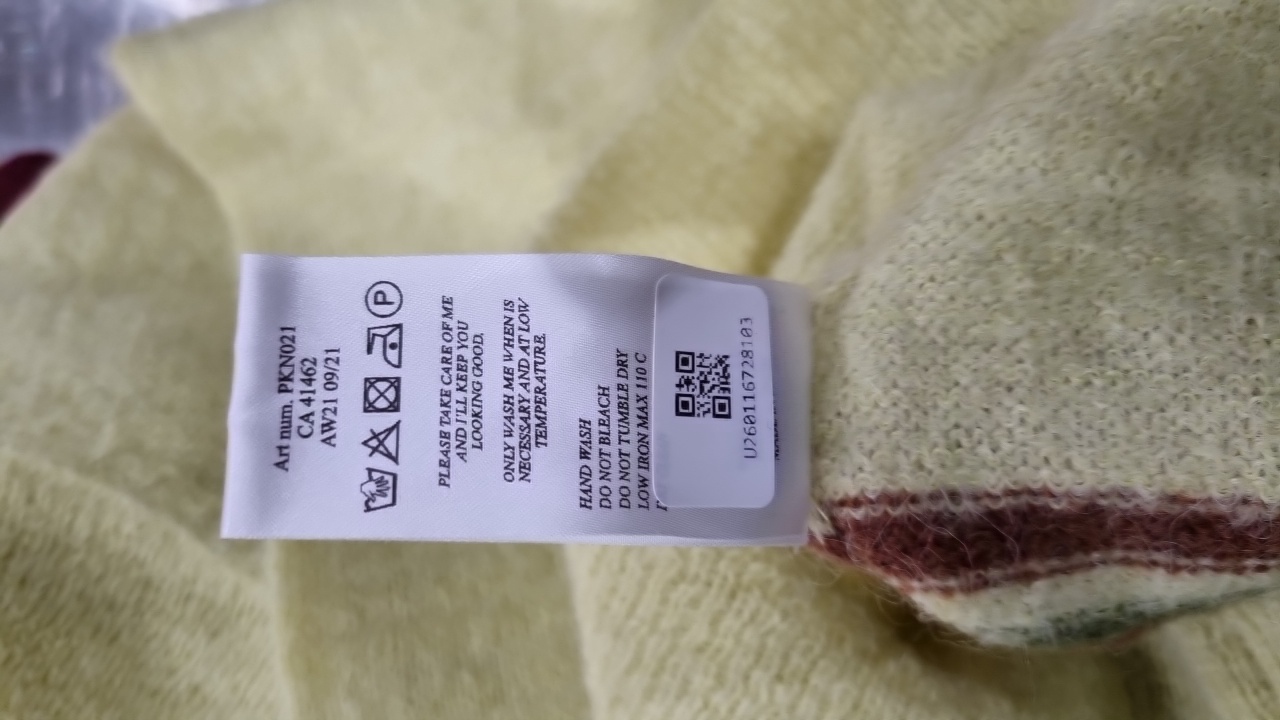 Art num. PKN021
CA 41462
AW21 09/21
P
PLEASE TAKE CARE OF ME
AND I'LL KEEP YOU
LOOKING GOOD.
ONLY WASH ME WHEN IS
NECESSARY AND AT LOW
TEMPERATURE.
HAND WASH
DO NOT BLEACH
DO NOT TUMBLE DRY
LOW IRON MAX 110 C
U260116728103